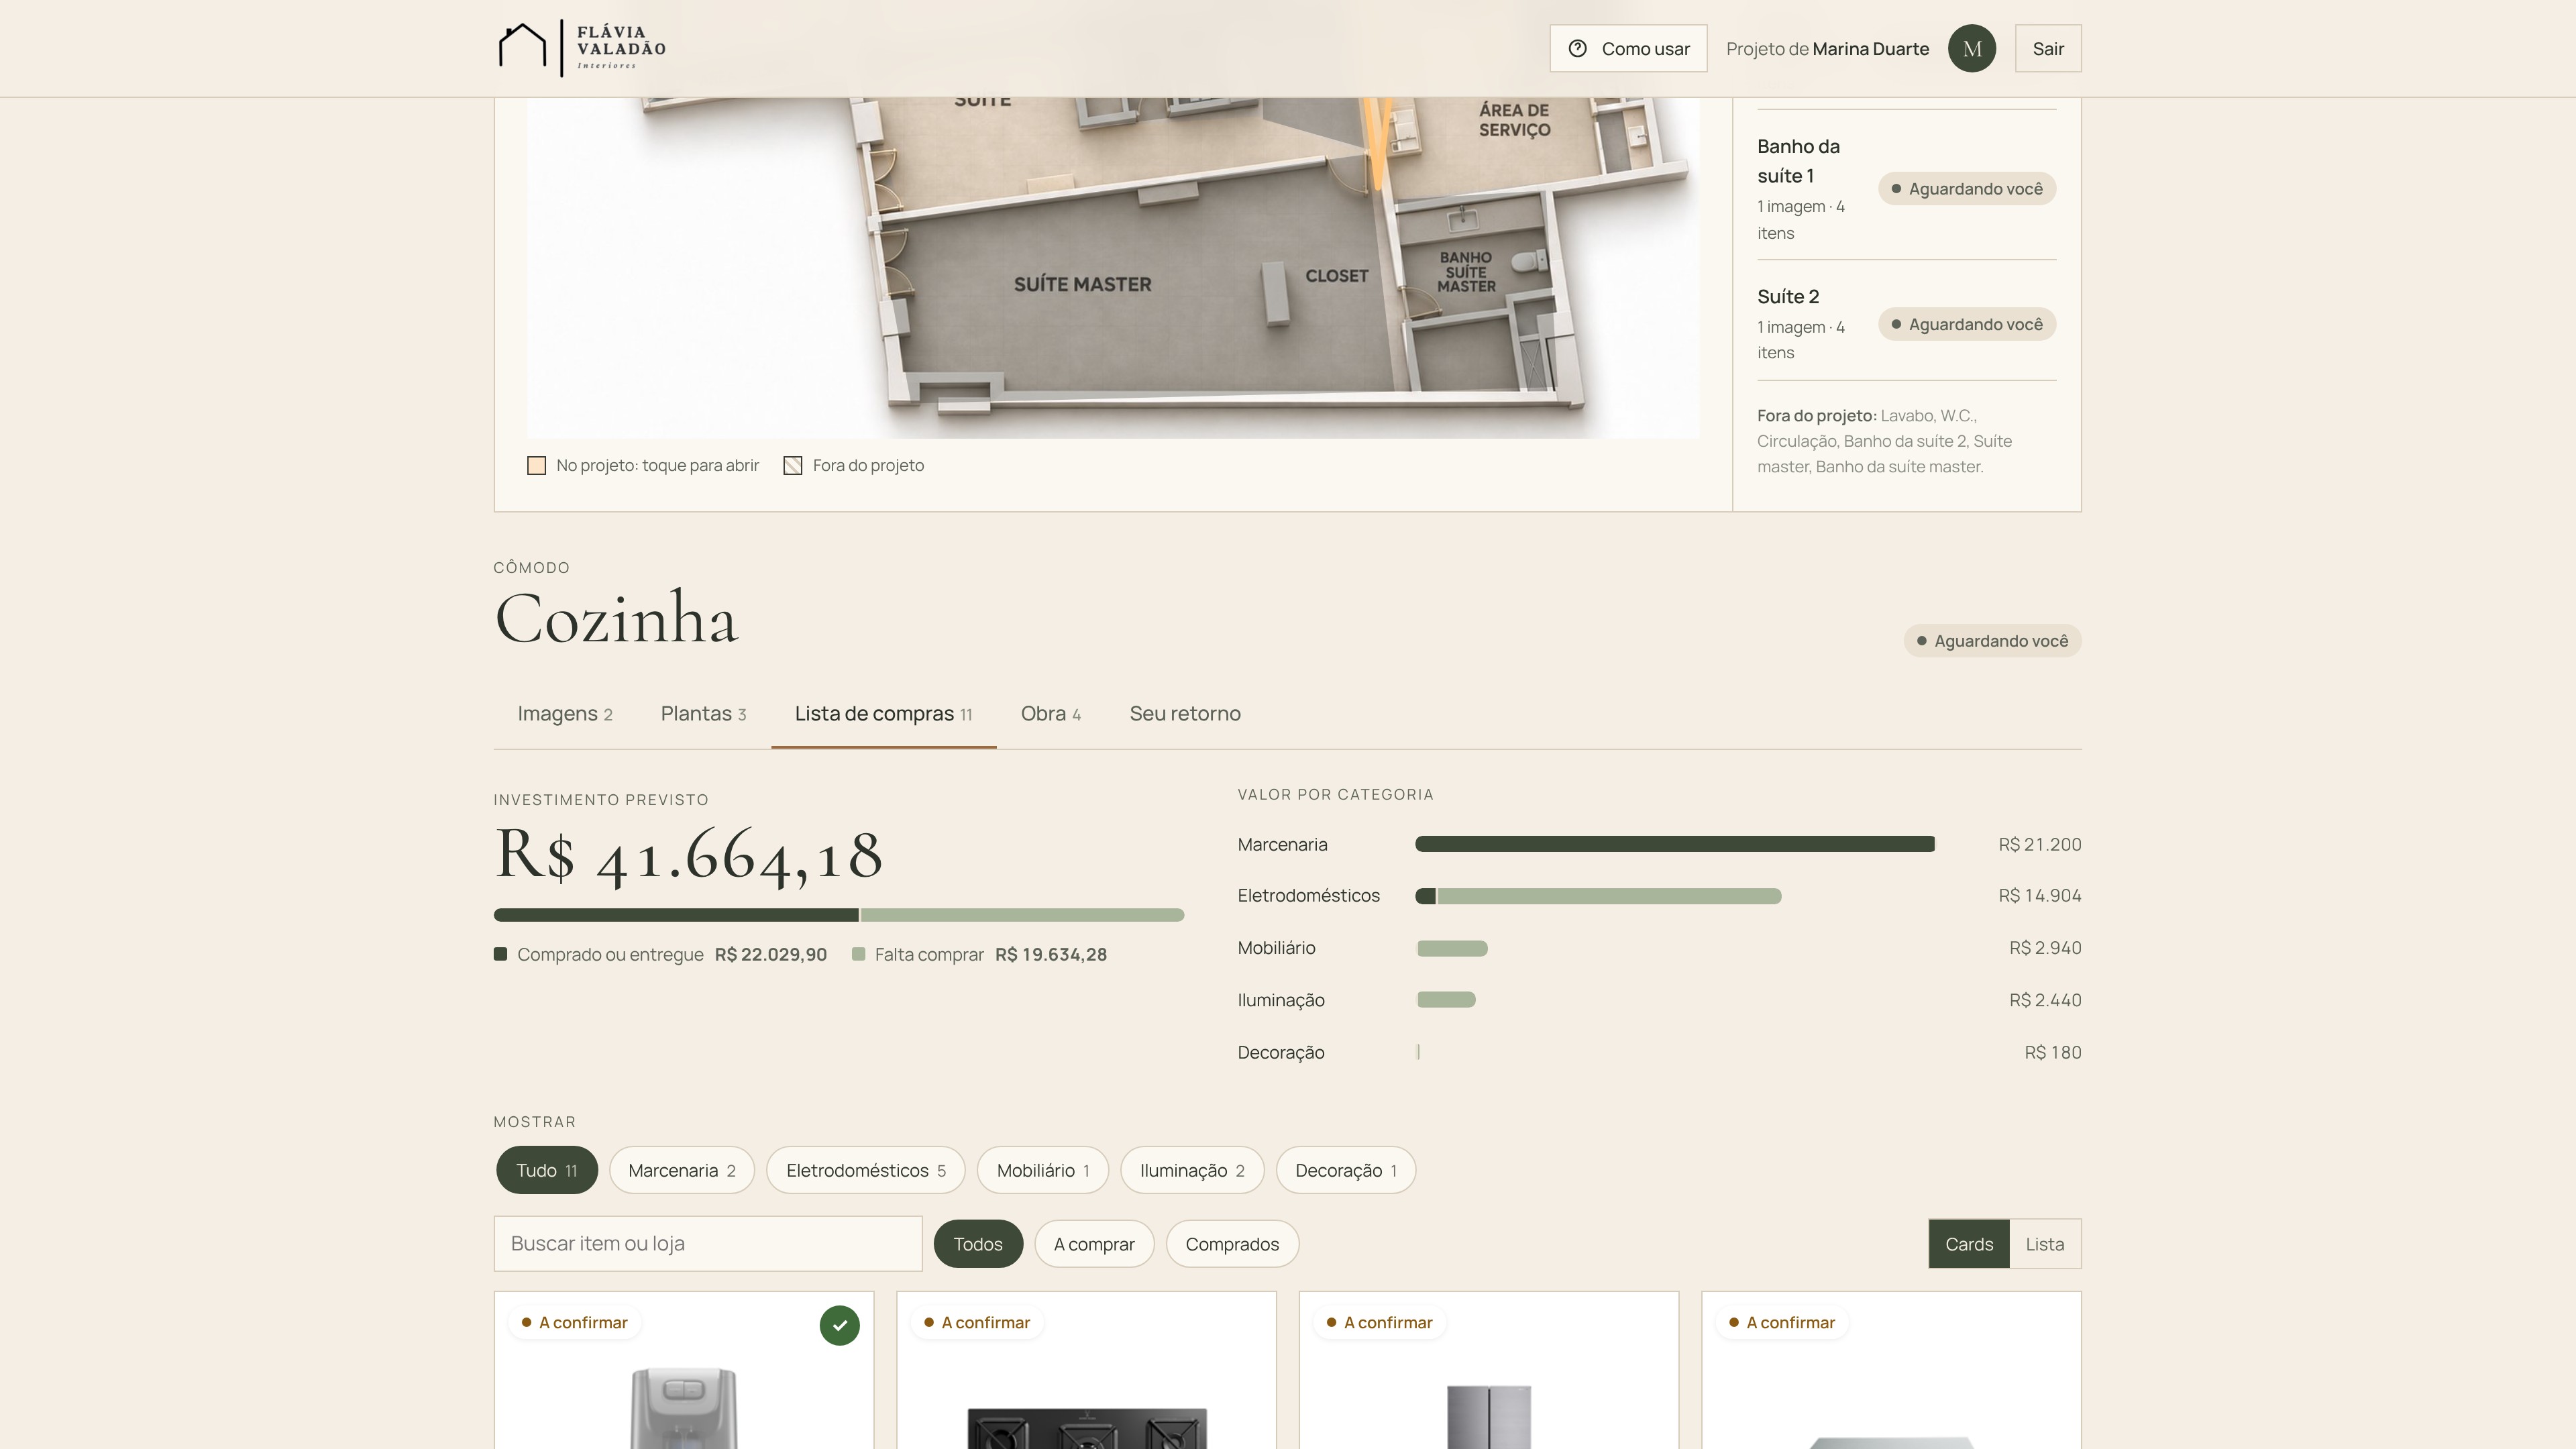 FLÁVIA
VALADÃO
Interiores
Como usar
Projeto de Marina Duarte
M
Sair
SUÍTE
ÁREA DE
SERVIÇO
SUÍTE MASTER
CLOSET
BANHO
SUÍTE
MASTER
No projeto: toque para abrir
Fora do projeto
Banho da
suíte 1
1 imagem · 4
itens
Aguardando você
Suíte 2
1 imagem · 4
itens
Aguardando você
Fora do projeto: Lavabo, W.C.,
Circulação, Banho da suíte 2, Suíte
master, Banho da suíte master.
CÔMODO
Cozinha
Aguardando você
Imagens 2
Plantas 3
Lista de compras 11
Obra 4
Seu retorno
INVESTIMENTO PREVISTO
R$ 41.664,18
Comprado ou entregue R$ 22.029,90
Falta comprar R$ 19.634,28
VALOR POR CATEGORIA
Marcenaria R$ 21.200
Eletrodomésticos R$ 14.904
Mobiliário R$ 2.940
Iluminação R$ 2.440
Decoração R$ 180
MOSTRAR
Tudo 11
Marcenaria 2
Eletrodomésticos 5
Mobiliário 1
Iluminação 2
Decoração 1
Buscar item ou loja
Todos
A comprar
Comprados
Cards
Lista
A confirmar
A confirmar
A confirmar
A confirmar